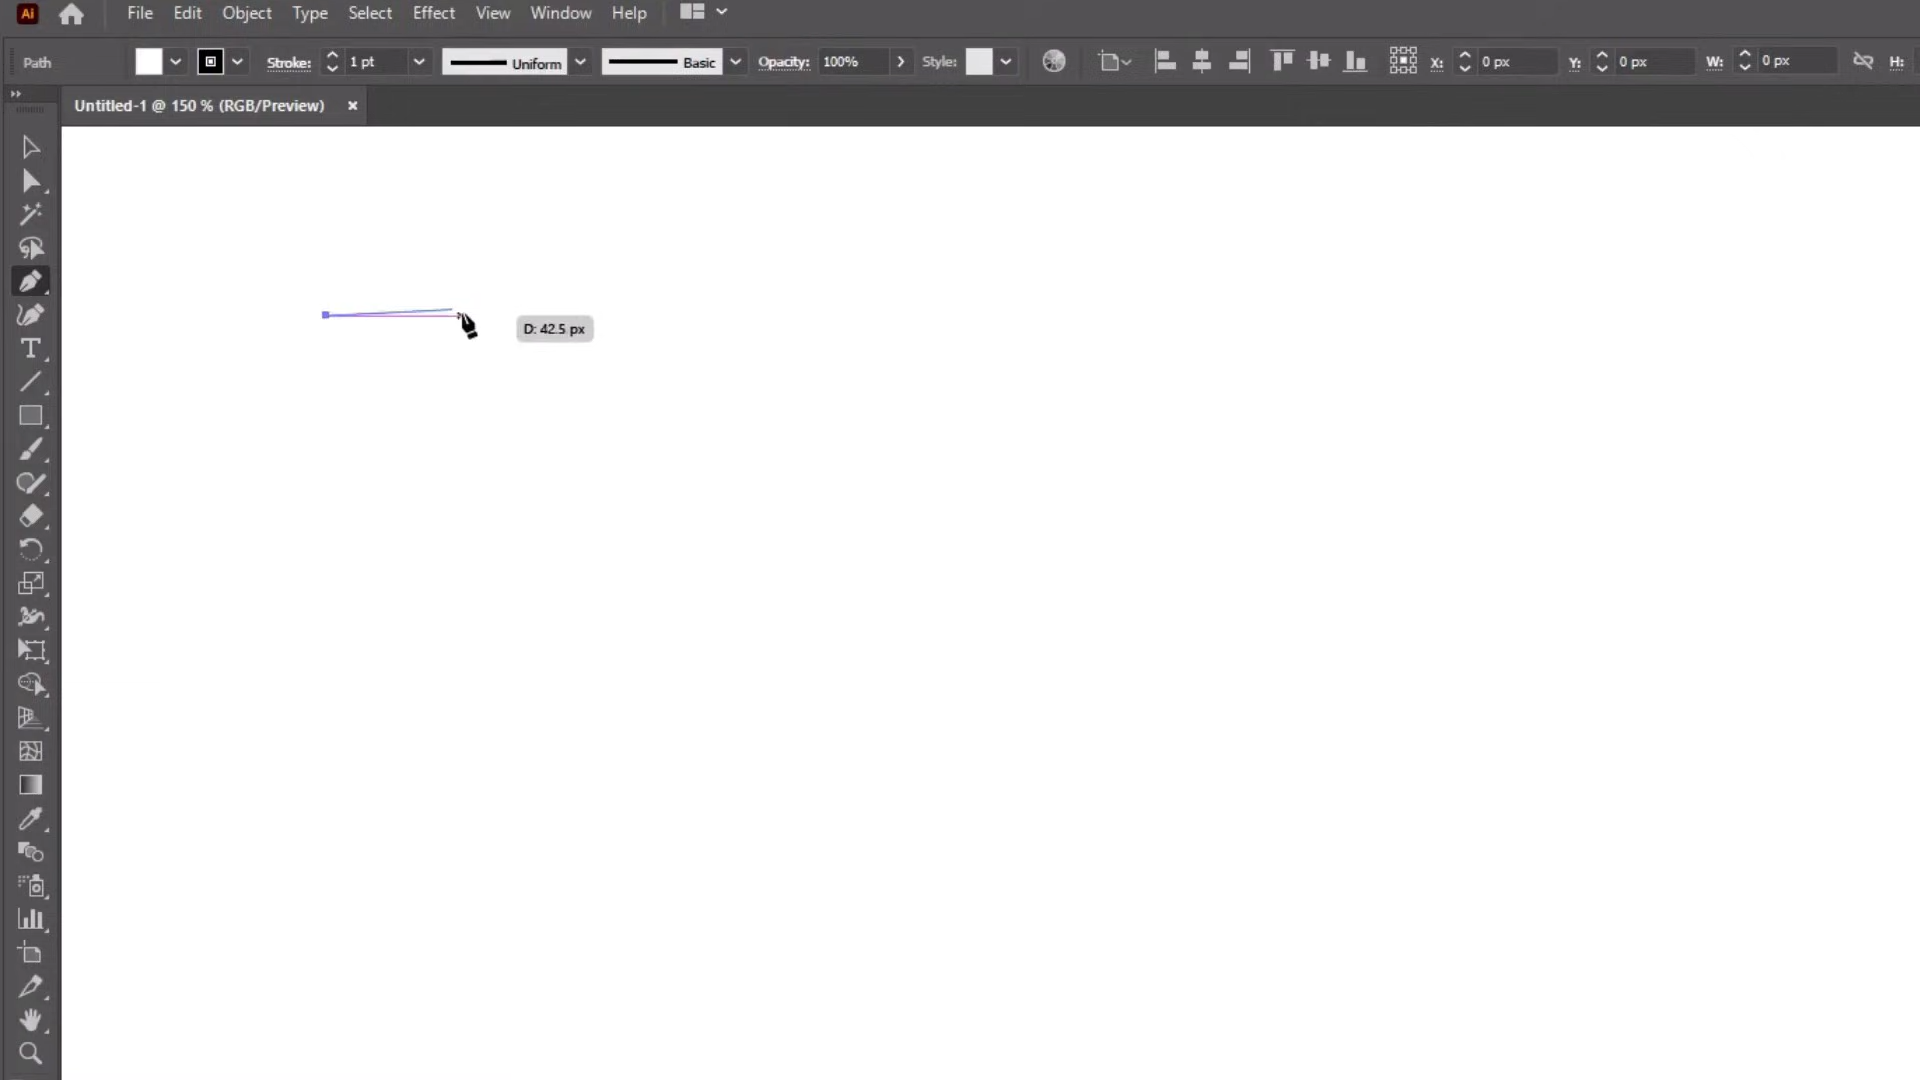 Ai File Edit Object Type Select Effect View Window Help
Path Stroke: 1 pt Uniform Basic Opacity: 100% Style: X: 0 px Y: 0 px W: 0 px H:
Untitled-1 @ 150 % (RGB/Preview) ×
D: 42.5 px